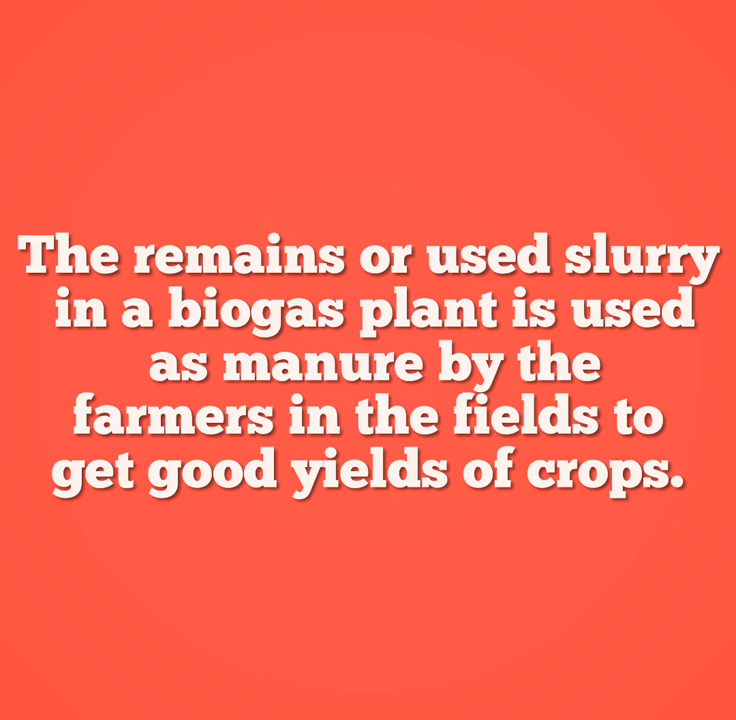 The remains or used slurry
in a biogas plant is used
as manure by the
farmers in the fields to
get good yields of crops.